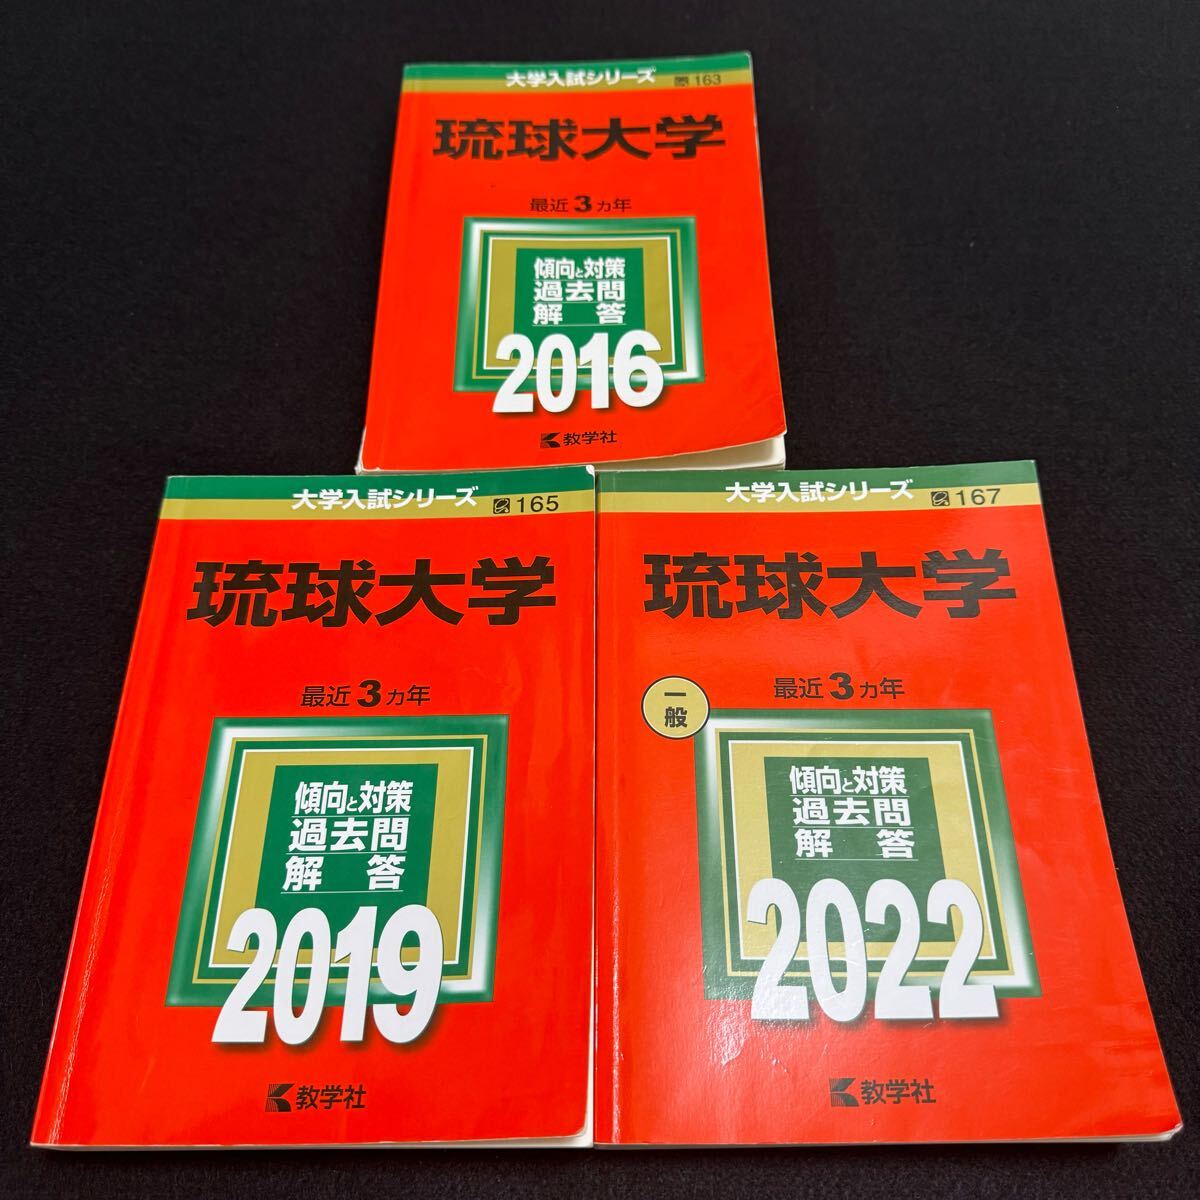 大学入試シリーズ 163
琉球大学
最近3ヵ年
傾向と対策
過去問
解答
2016
教学社
大学入試シリーズ 165
琉球大学
最近3ヵ年
傾向と対策
過去問
解答
2019
教学社
大学入試シリーズ 167
琉球大学
一般
最近3ヵ年
傾向と対策
過去問
解答
2022
教学社